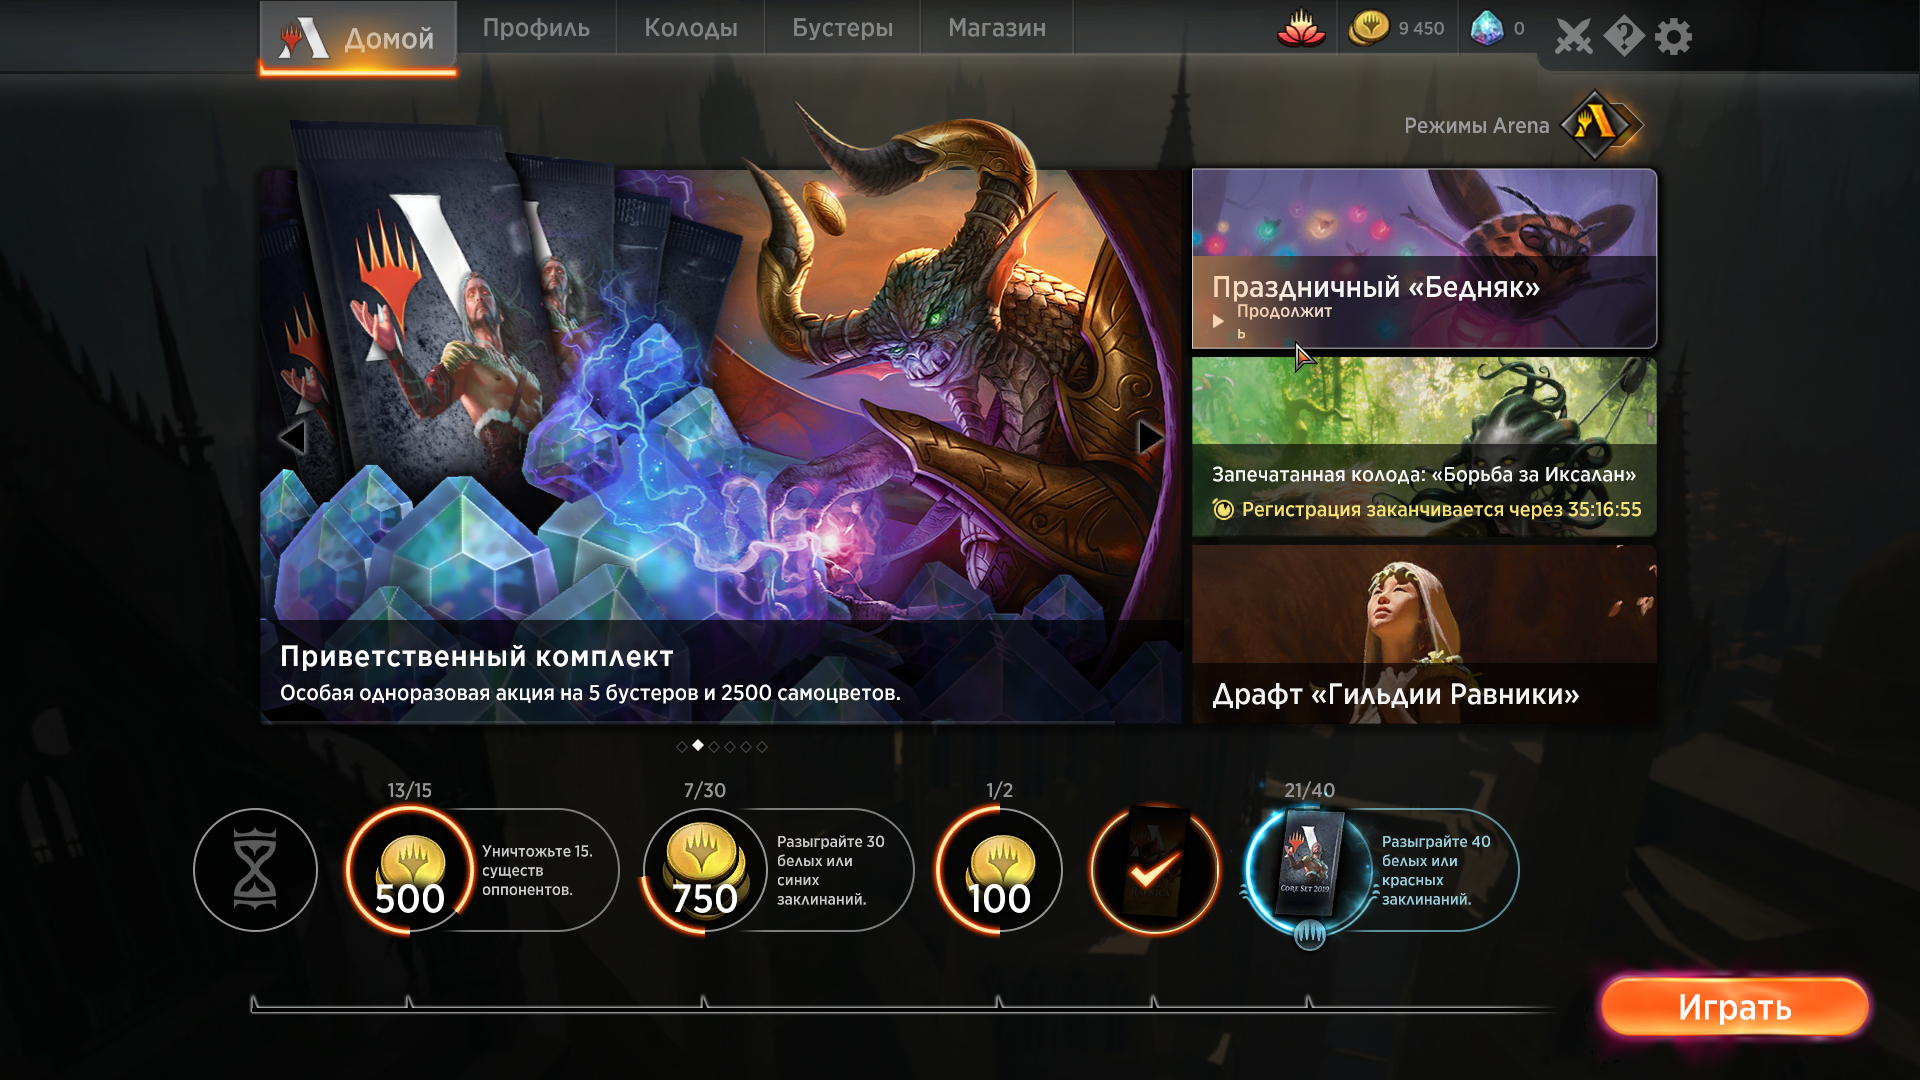 Домой
Профиль
Колоды
Бустеры
Магазин
9 450
0
Режимы Arena
Праздничный «Бедняк»
Продолжит
ь
Запечатанная колода: «Борьба за Иксалан»
Регистрация заканчивается через 35:16:55
Драфт «Гильдии Равники»
Приветственный комплект
Особая одноразовая акция на 5 бустеров и 2500 самоцветов.
13/15
500
Уничтожьте 15.
существ
оппонентов.
7/30
750
Разыграйте 30
белых или
синих
заклинаний.
1/2
100
21/40
CORE SET 2019
Разыграйте 40
белых или
красных
заклинаний.
Играть